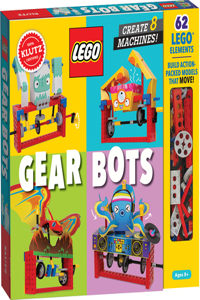 KLUTZ
LEGO
CREATE 8
MACHINES!
62
LEGO
ELEMENTS
BUILD ACTION-
PACKED MODELS
THAT MOVE!
GEAR BOTS
Ages 8+